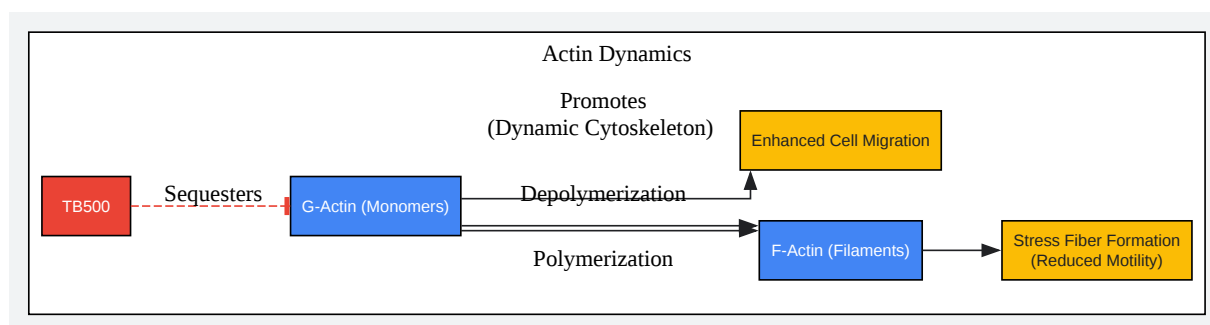 Actin Dynamics
Promotes
(Dynamic Cytoskeleton)
Enhanced Cell Migration
TB500
Sequesters
G-Actin (Monomers)
Depolymerization
Polymerization
F-Actin (Filaments)
Stress Fiber Formation
(Reduced Motility)